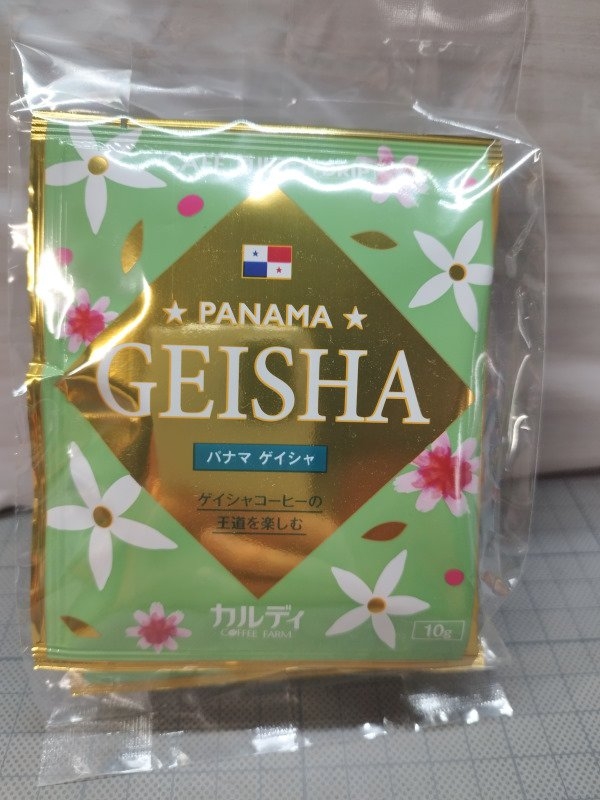 ★ PANAMA ★
GEISHA
パナマ ゲイシャ
ゲイシャコーヒーの
王道を楽しむ
カルディ
COFFEE FARM
10g